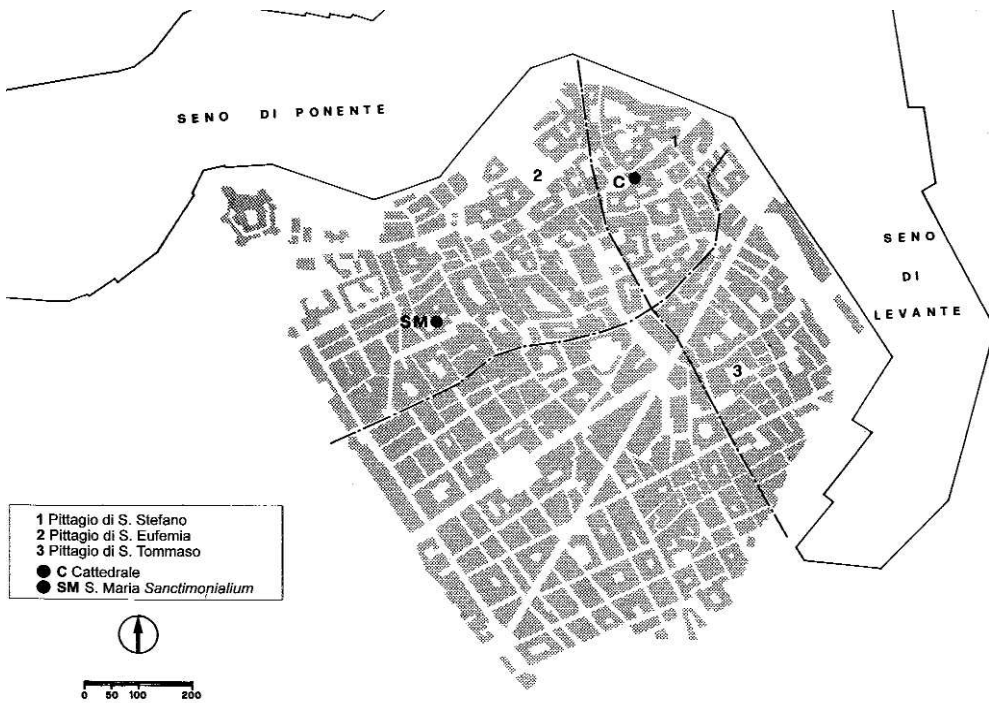 SENO DI PONENTE
1
2
C
SENO
DI
LEVANTE
SM
3
1 Pittagio di S. Stefano
2 Pittagio di S. Eufemia
3 Pittagio di S. Tommaso
C Cattedrale
SM S. Maria Sanctimonialium
0 50 100 200